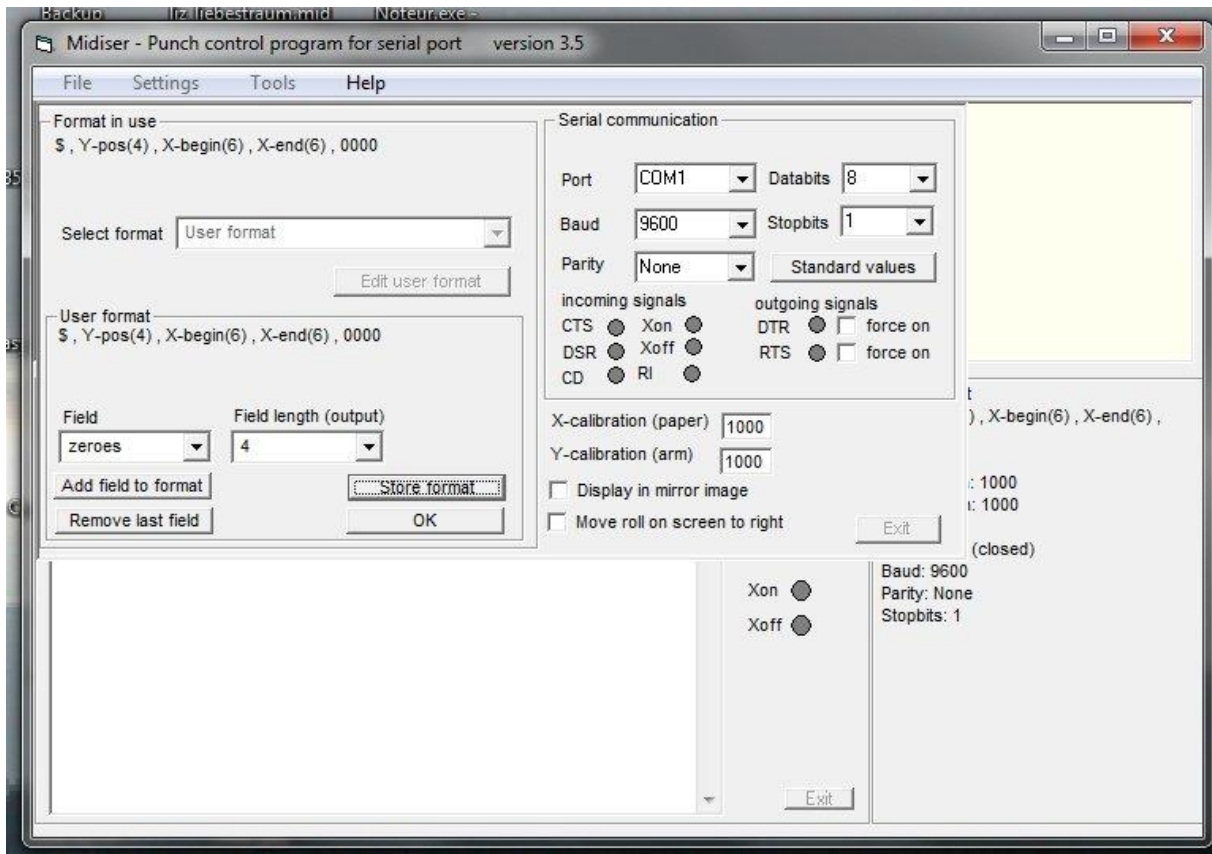 Backup liz liebestraum.mid Noteur.exe -
Midiser - Punch control program for serial port version 3.5
File Settings Tools Help
Format in use
$ , Y-pos(4) , X-begin(6) , X-end(6) , 0000
Select format User format
Edit user format
User format
$ , Y-pos(4) , X-begin(6) , X-end(6) , 0000
Field Field length (output)
zeroes 4
Add field to format Store format
Remove last field OK
Serial communication
Port COM1 Databits 8
Baud 9600 Stopbits 1
Parity None Standard values
incoming signals outgoing signals
CTS Xon DTR force on
DSR Xoff RTS force on
CD RI
X-calibration (paper) 1000
Y-calibration (arm) 1000
Display in mirror image
Move roll on screen to right Exit
t
) , X-begin(6) , X-end(6) ,
: 1000
: 1000
(closed)
Baud: 9600
Parity: None
Stopbits: 1
Xon
Xoff
Exit